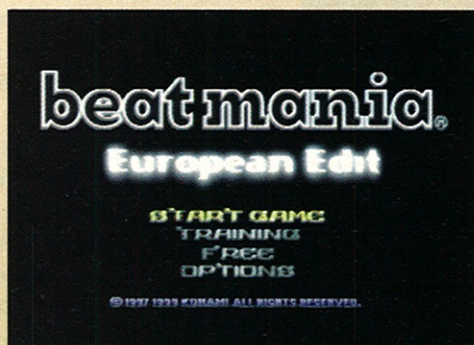 beatmania®
European Edit
START GAME
TRAINING
FREE
OPTIONS
© 1997 1999 KONAMI ALL RIGHTS RESERVED.